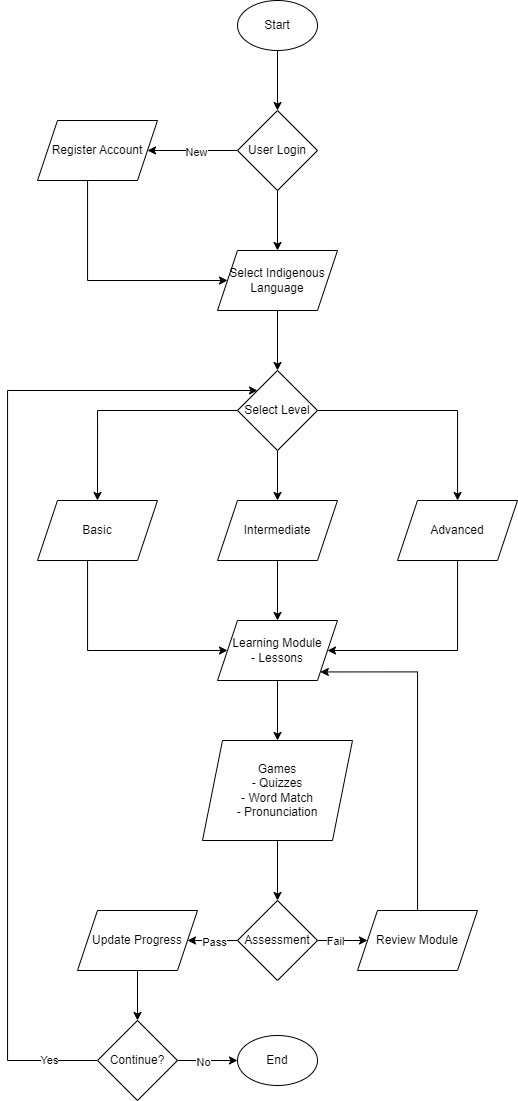 Start
User Login
New
Register Account
Select Indigenous
Language
Select Level
Basic
Intermediate
Advanced
Learning Module
- Lessons
Games
- Quizzes
- Word Match
- Pronunciation
Update Progress
Pass
Assessment
Fail
Review Module
Yes
Continue?
No
End